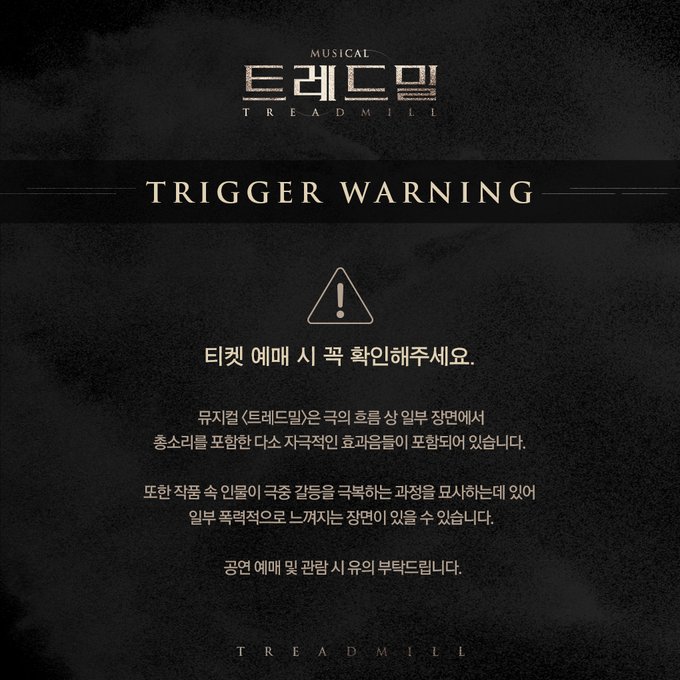 MUSICAL
트레드밀
TREADMILL
TRIGGER WARNING
!
티켓 예매 시 꼭 확인해주세요.
뮤지컬 〈트레드밀〉은 극의 흐름 상 일부 장면에서
총소리를 포함한 다소 자극적인 효과음들이 포함되어 있습니다.
또한 작품 속 인물이 극중 갈등을 극복하는 과정을 묘사하는데 있어
일부 폭력적으로 느껴지는 장면이 있을 수 있습니다.
공연 예매 및 관람 시 유의 부탁드립니다.
TREADMILL